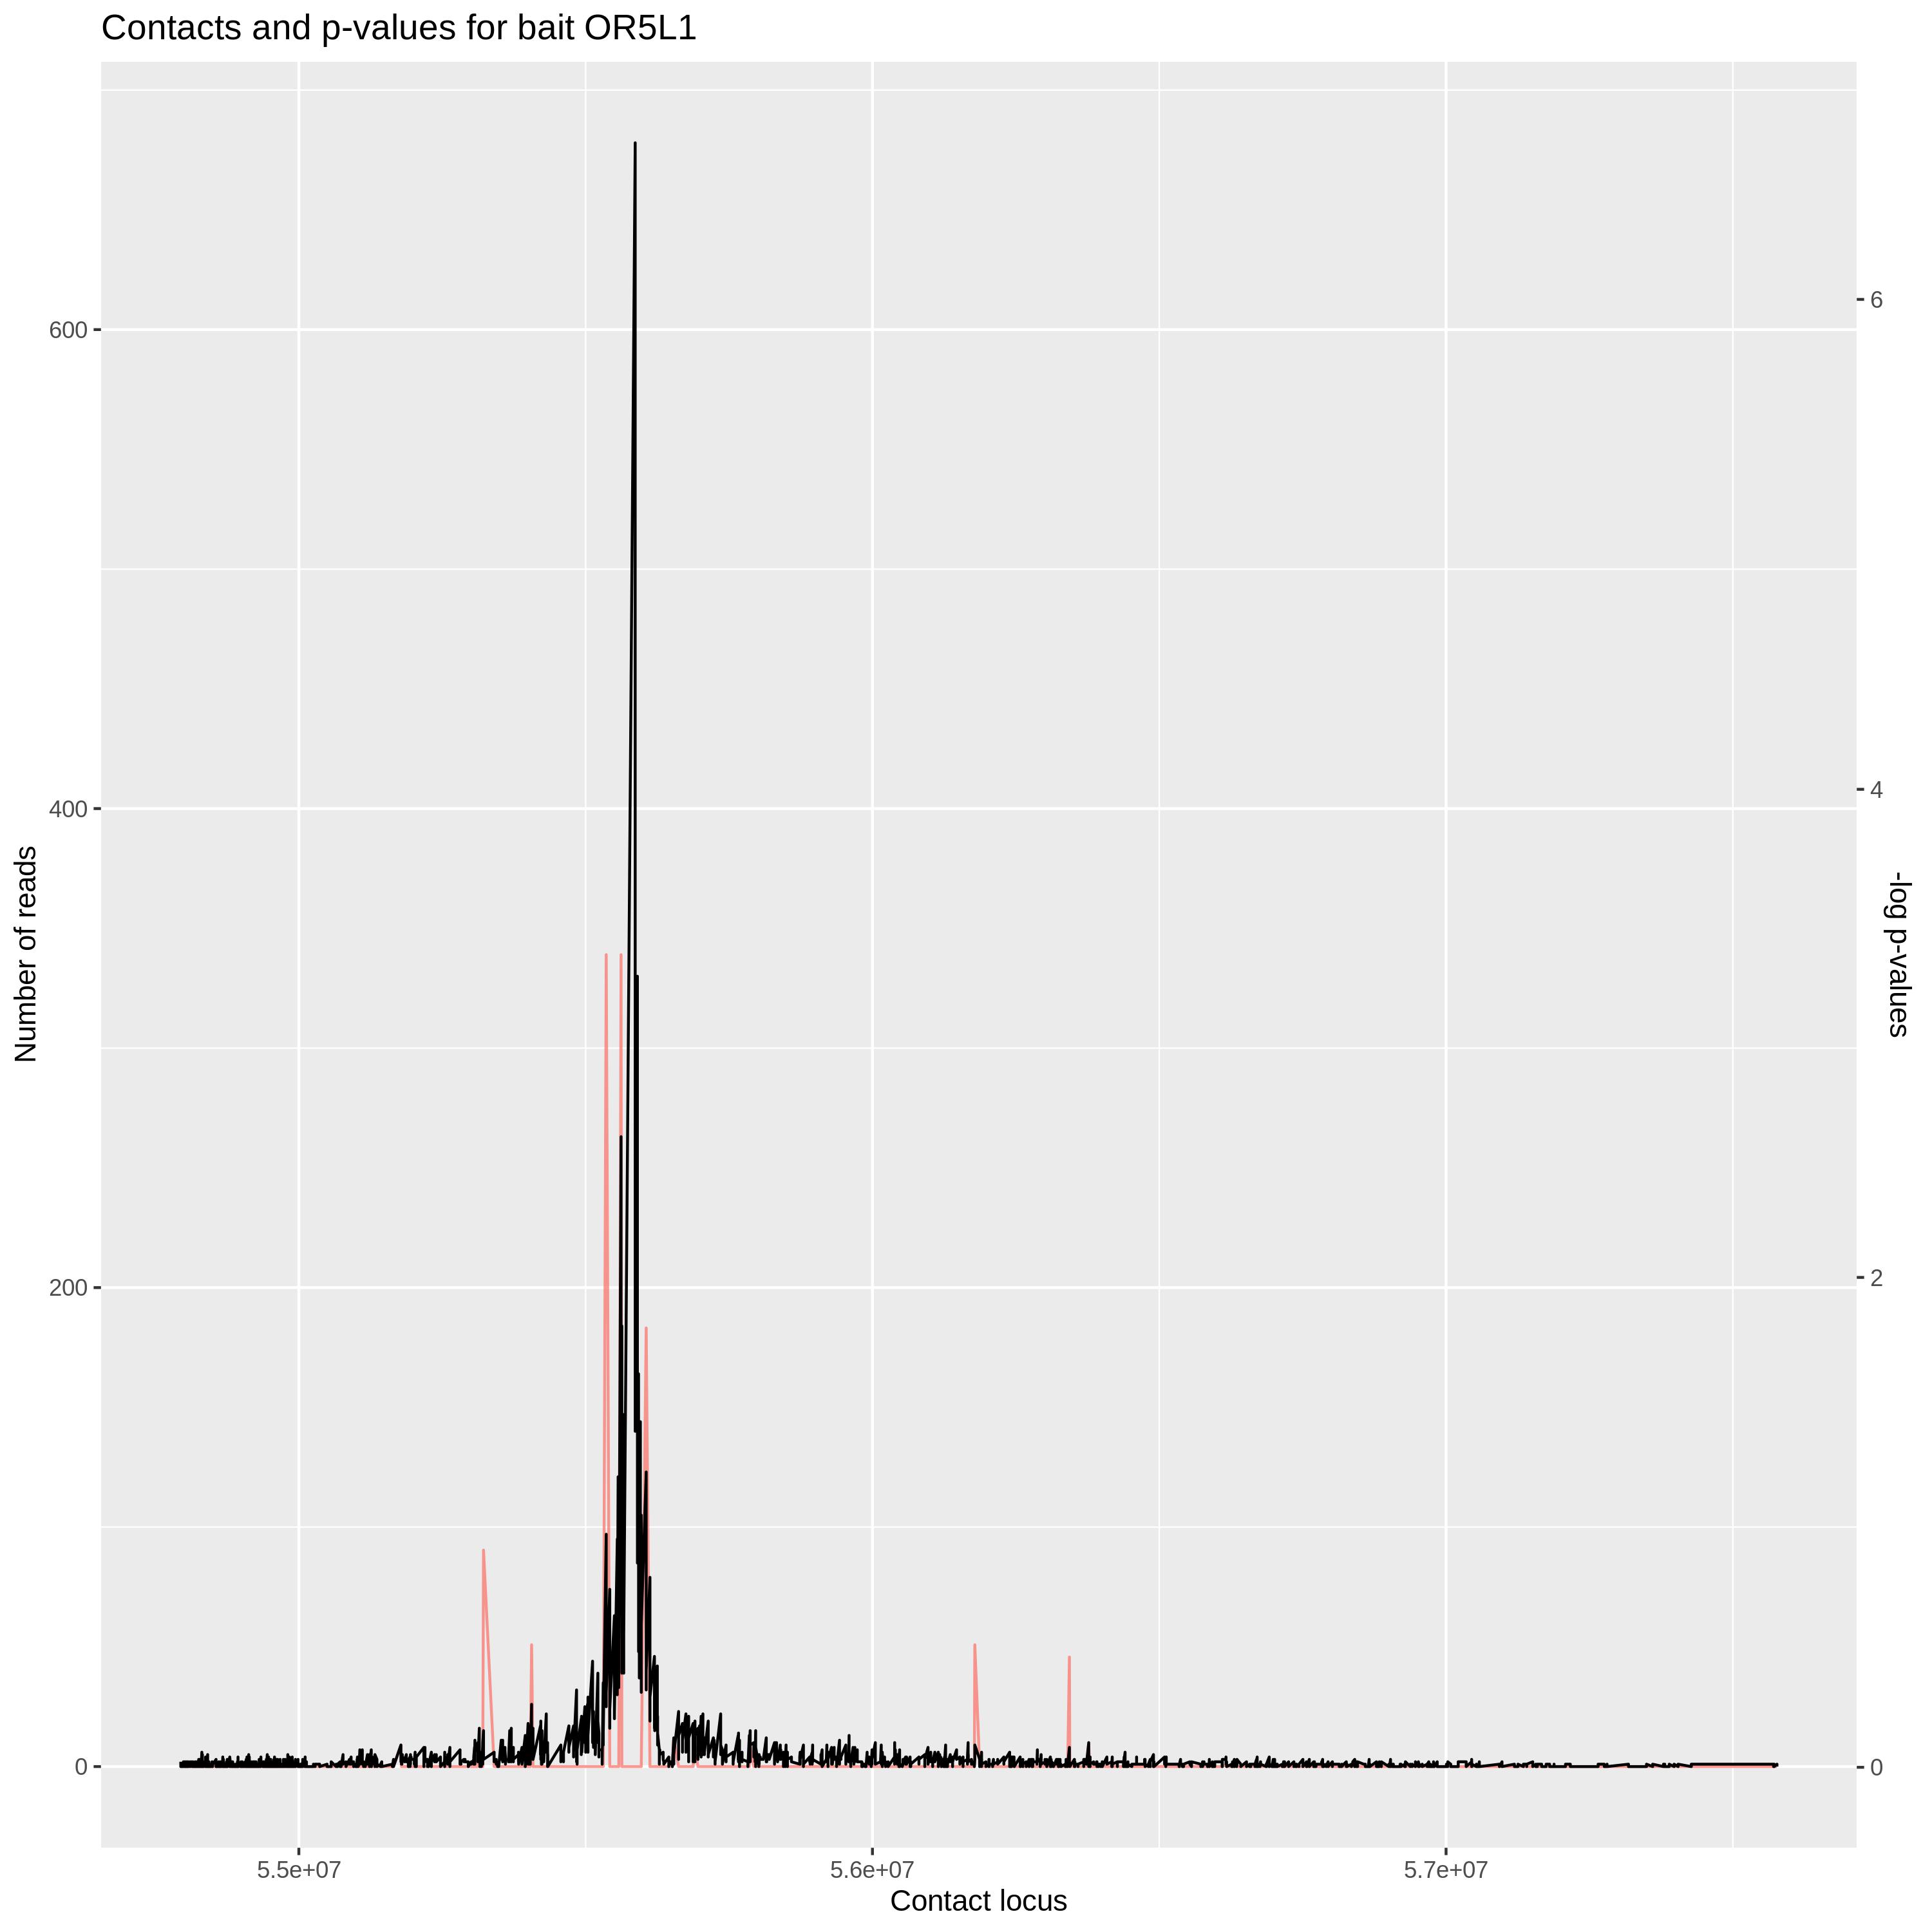 Contacts and p-values for bait OR5L1
Number of reads
600
400
200
0
6
4
2
0
-log p-values
5.5e+07
5.6e+07
5.7e+07
Contact locus